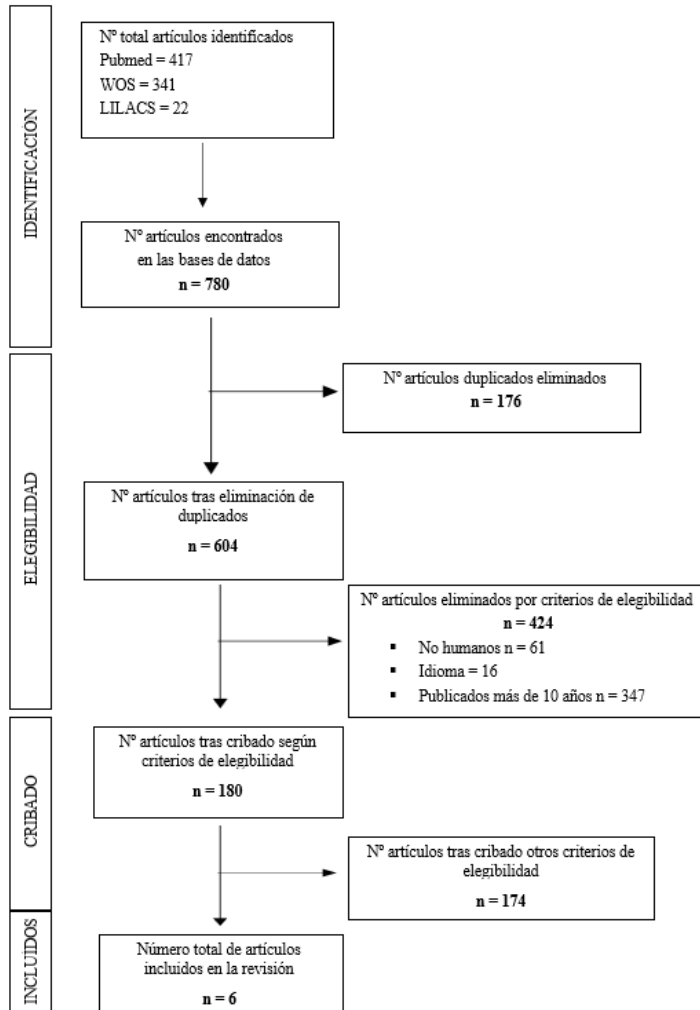 IDENTIFICACIÓN
Nº total artículos identificados
Pubmed = 417
WOS = 341
LILACS = 22
Nº artículos encontrados
en las bases de datos
n = 780
ELEGIBILIDAD
Nº artículos duplicados eliminados
n = 176
Nº artículos tras eliminación de
duplicados
n = 604
Nº artículos eliminados por criterios de elegibilidad
n = 424
▪ No humanos n = 61
▪ Idioma = 16
▪ Publicados más de 10 años n = 347
CRIBADO
Nº artículos tras cribado según
criterios de elegibilidad
n = 180
Nº artículos tras cribado otros criterios de
elegibilidad
n = 174
INCLUIDOS
Número total de artículos
incluidos en la revisión
n = 6